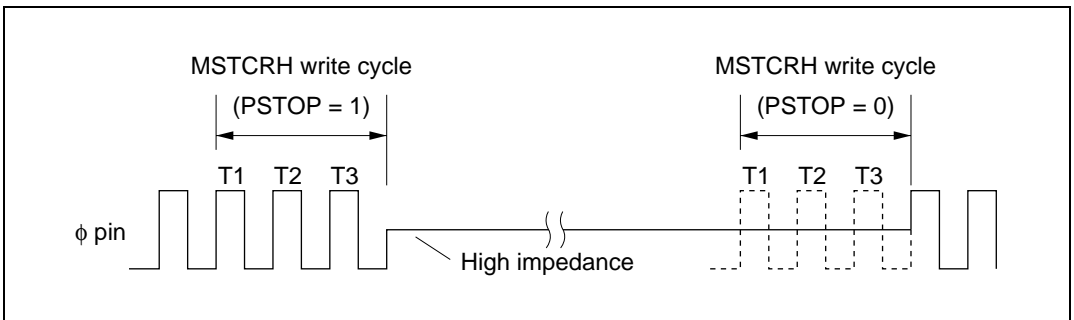 MSTCRH write cycle
(PSTOP = 1)
MSTCRH write cycle
(PSTOP = 0)
T1 T2 T3
T1 T2 T3
ϕ pin
High impedance